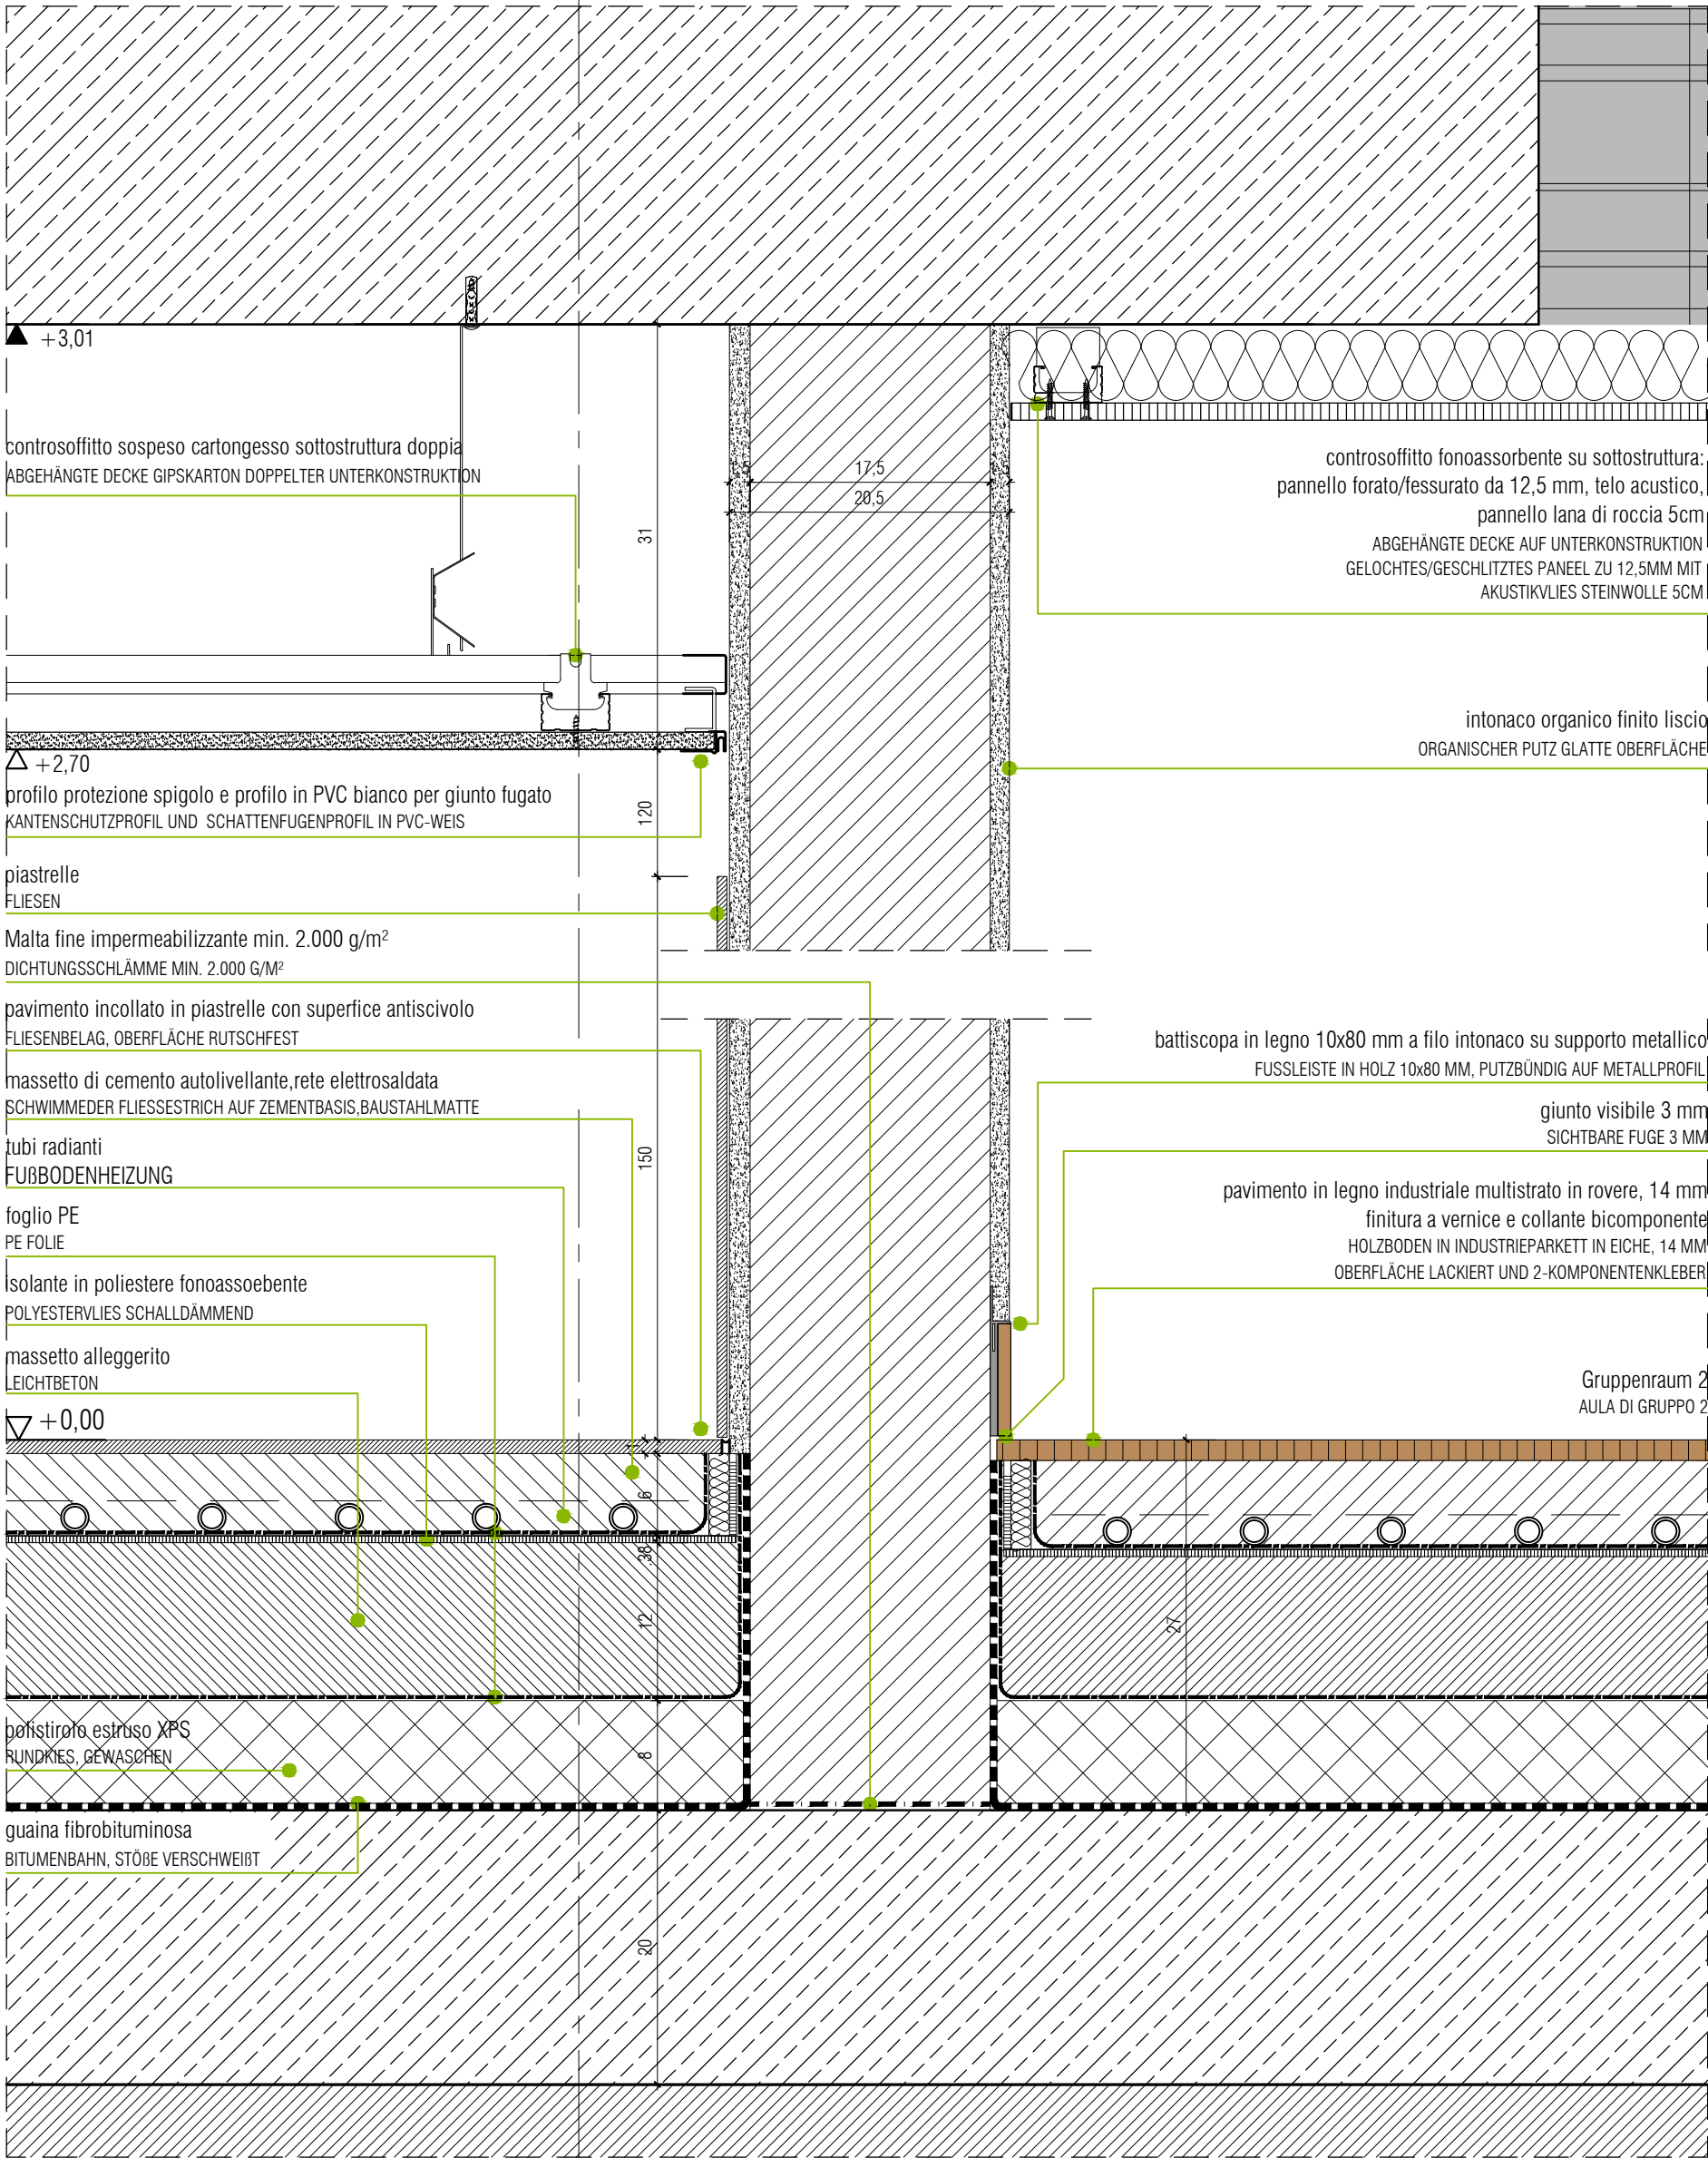 +3,01
controsoffitto sospeso cartongesso sottostruttura doppia
ABGEHÄNGTE DECKE GIPSKARTON DOPPELTER UNTERKONSTRUKTION
+2,70
profilo protezione spigolo e profilo in PVC bianco per giunto fugato
KANTENSCHUTZPROFIL UND SCHATTENFUGENPROFIL IN PVC-WEIS
piastrelle
FLIESEN
Malta fine impermeabilizzante min. 2.000 g/m²
DICHTUNGSSCHLÄMME MIN. 2.000 G/M²
pavimento incollato in piastrelle con superfice antiscivolo
FLIESENBELAG, OBERFLÄCHE RUTSCHFEST
massetto di cemento autolivellante,rete elettrosaldata
SCHWIMMEDER FLIESSESTRICH AUF ZEMENTBASIS,BAUSTAHLMATTE
tubi radianti
FUßBODENHEIZUNG
foglio PE
PE FOLIE
isolante in poliestere fonoassoebente
POLYESTERVLIES SCHALLDÄMMEND
massetto alleggerito
LEICHTBETON
+0,00
polistirolo estruso XPS
RUNDKIES, GEWASCHEN
guaina fibrobituminosa
BITUMENBAHN, STÖßE VERSCHWEIßT
31
120
150
6
,38
12
8
20
1,5
17,5
1,5
20,5
controsoffitto fonoassorbente su sottostruttura:
pannello forato/fessurato da 12,5 mm, telo acustico,
pannello lana di roccia 5cm
ABGEHÄNGTE DECKE AUF UNTERKONSTRUKTION
GELOCHTES/GESCHLITZTES PANEEL ZU 12,5MM MIT
AKUSTIKVLIES STEINWOLLE 5CM
intonaco organico finito liscio
ORGANISCHER PUTZ GLATTE OBERFLÄCHE
battiscopa in legno 10x80 mm a filo intonaco su supporto metallico
FUSSLEISTE IN HOLZ 10x80 MM, PUTZBÜNDIG AUF METALLPROFIL
giunto visibile 3 mm
SICHTBARE FUGE 3 MM
pavimento in legno industriale multistrato in rovere, 14 mm
finitura a vernice e collante bicomponente
HOLZBODEN IN INDUSTRIEPARKETT IN EICHE, 14 MM
OBERFLÄCHE LACKIERT UND 2-KOMPONENTENKLEBER
Gruppenraum 2
AULA DI GRUPPO 2
27